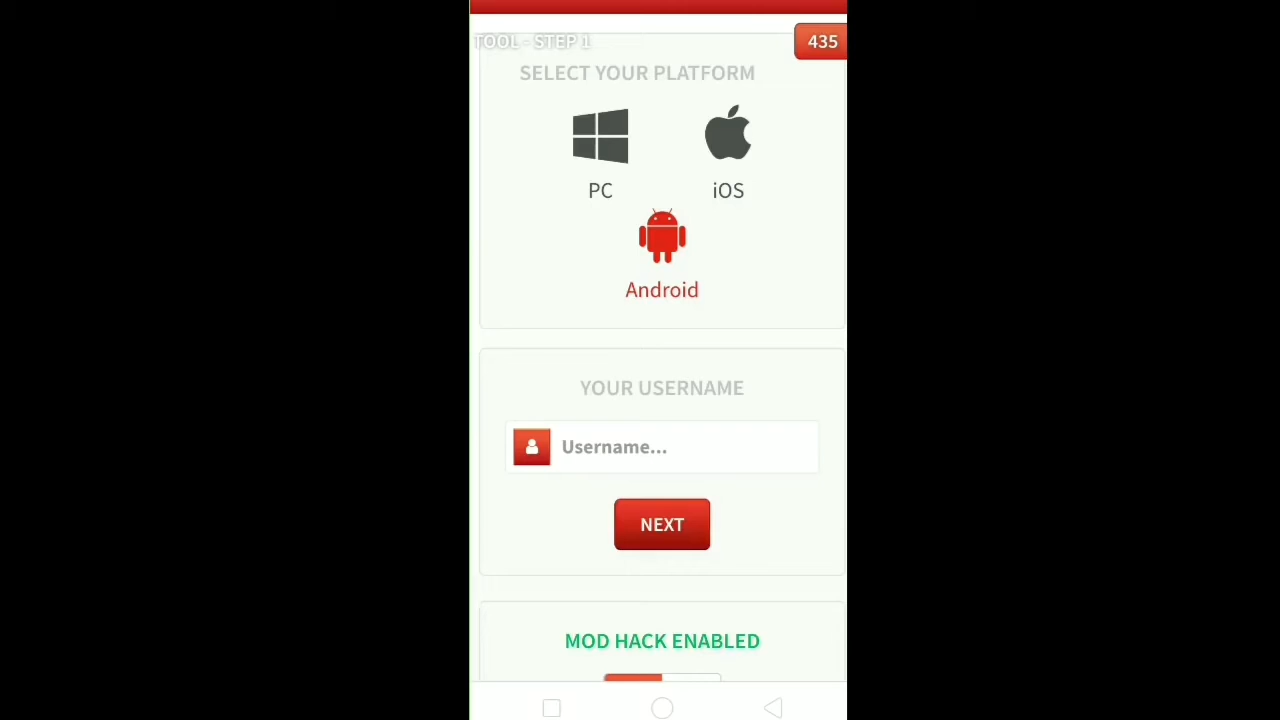 TOOL - STEP 1
435
SELECT YOUR PLATFORM
PC
iOS
Android
YOUR USERNAME
Username...
NEXT
MOD HACK ENABLED